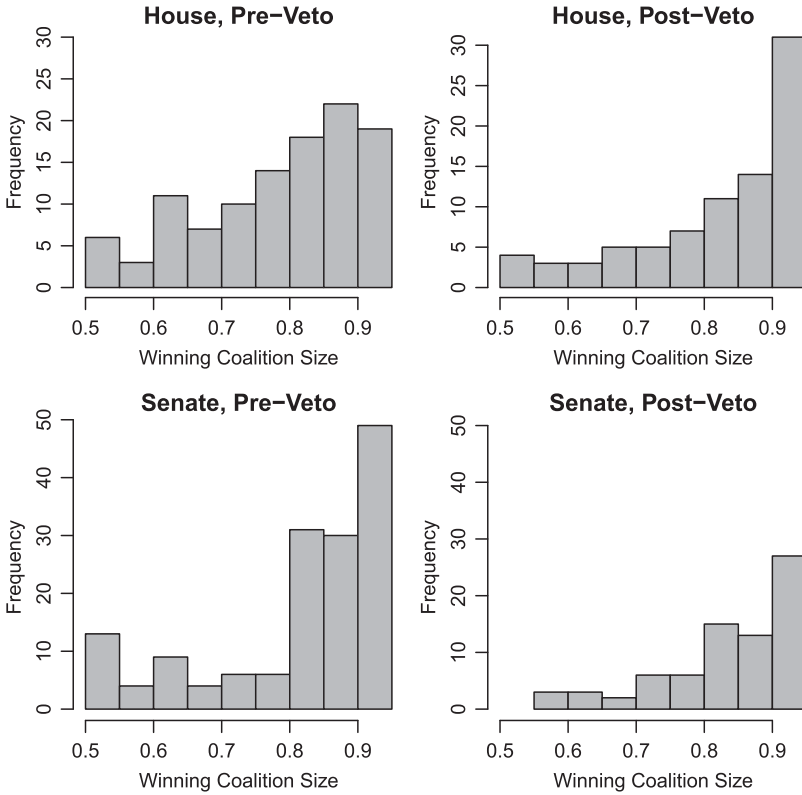 House, Pre−Veto
Frequency
0 5 10 15 20 25 30
0.5 0.6 0.7 0.8 0.9
Winning Coalition Size
House, Post−Veto
Frequency
0 5 10 15 20 25 30
0.5 0.6 0.7 0.8 0.9
Winning Coalition Size
Senate, Pre−Veto
Frequency
0 10 20 30 40 50
0.5 0.6 0.7 0.8 0.9
Winning Coalition Size
Senate, Post−Veto
Frequency
0 10 20 30 40 50
0.5 0.6 0.7 0.8 0.9
Winning Coalition Size